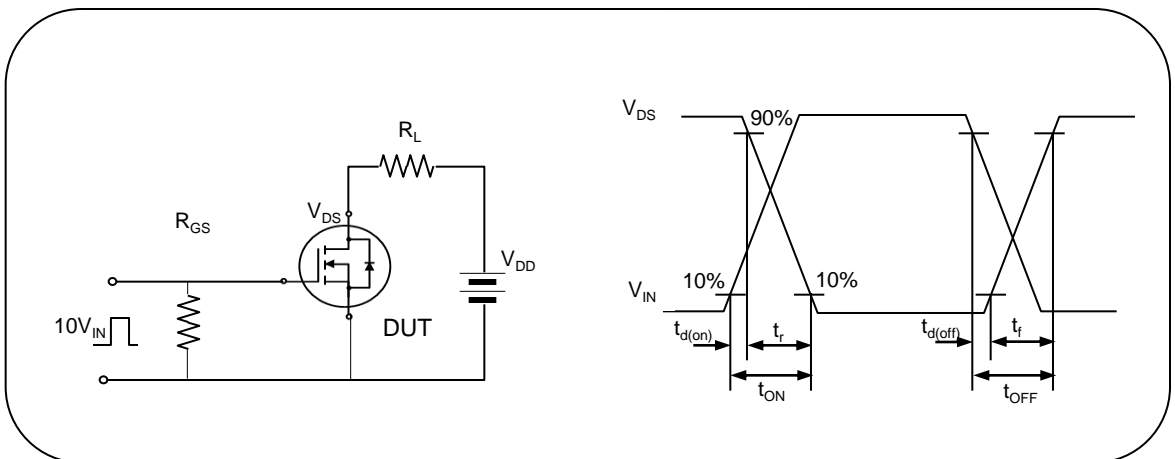 R_L
V_DS
R_GS
V_DD
10V_IN
DUT
V_DS
90%
V_IN
10%
10%
t_d(on)
t_r
t_d(off)
t_f
t_ON
t_OFF